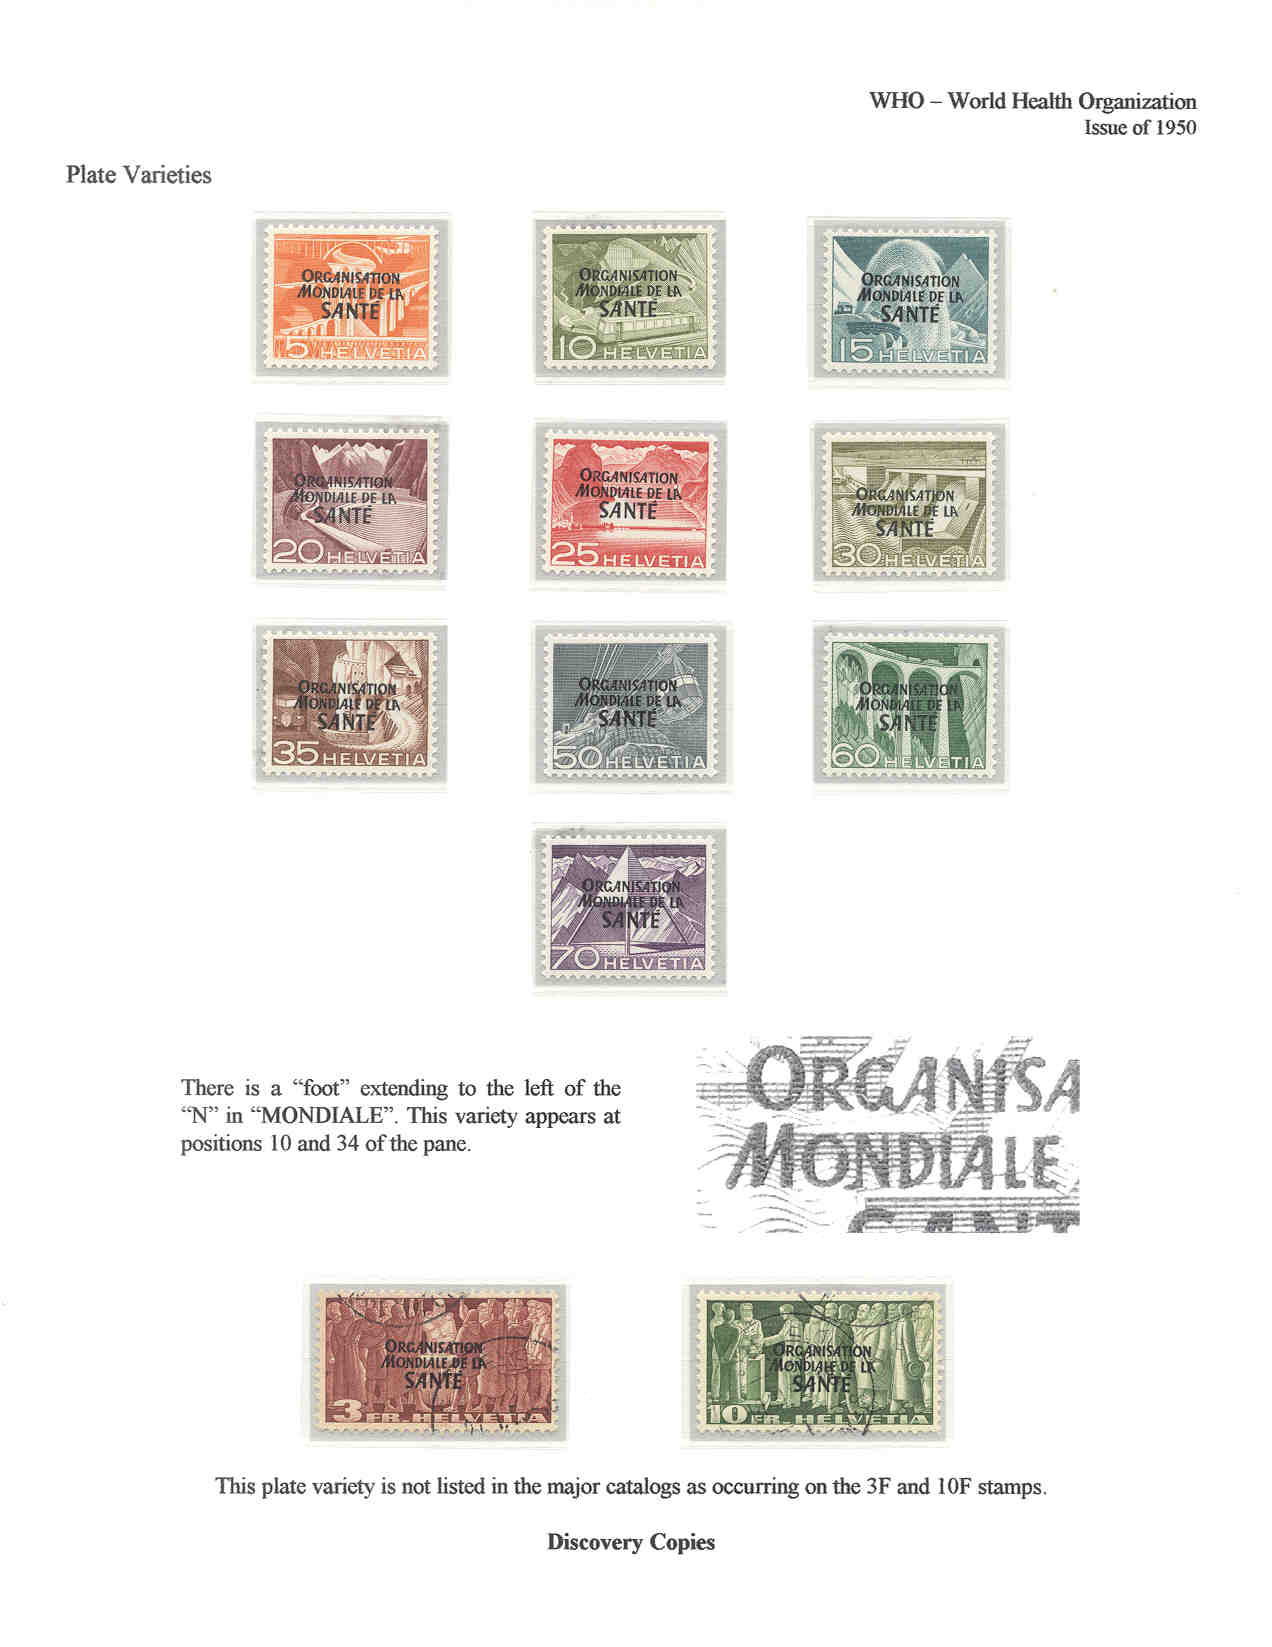 WHO – World Health Organization
Issue of 1950
Plate Varieties
ORGANISATION
MONDIALE DE LA
SANTÉ
5 HELVETIA
ORGANISATION
MONDIALE DE LA
SANTÉ
10 HELVETIA
ORGANISATION
MONDIALE DE LA
SANTÉ
15 HELVETIA
ORGANISATION
MONDIALE DE LA
SANTÉ
20 HELVETIA
ORGANISATION
MONDIALE DE LA
SANTÉ
25 HELVETIA
ORGANISATION
MONDIALE DE LA
SANTÉ
30 HELVETIA
ORGANISATION
MONDIALE DE LA
SANTÉ
35 HELVETIA
ORGANISATION
MONDIALE DE LA
SANTÉ
50 HELVETIA
ORGANISATION
MONDIALE DE LA
SANTÉ
60 HELVETIA
ORGANISATION
MONDIALE DE LA
SANTÉ
70 HELVETIA
There is a “foot” extending to the left of the
“N” in “MONDIALE”. This variety appears at
positions 10 and 34 of the pane.
ORGANISA
MONDIALE
SANT
ORGANISATION
MONDIALE DE LA
SANTÉ
3 FR. HELVETIA
ORGANISATION
MONDIALE DE LA
SANTÉ
10 FR. HELVETIA
This plate variety is not listed in the major catalogs as occurring on the 3F and 10F stamps.
Discovery Copies